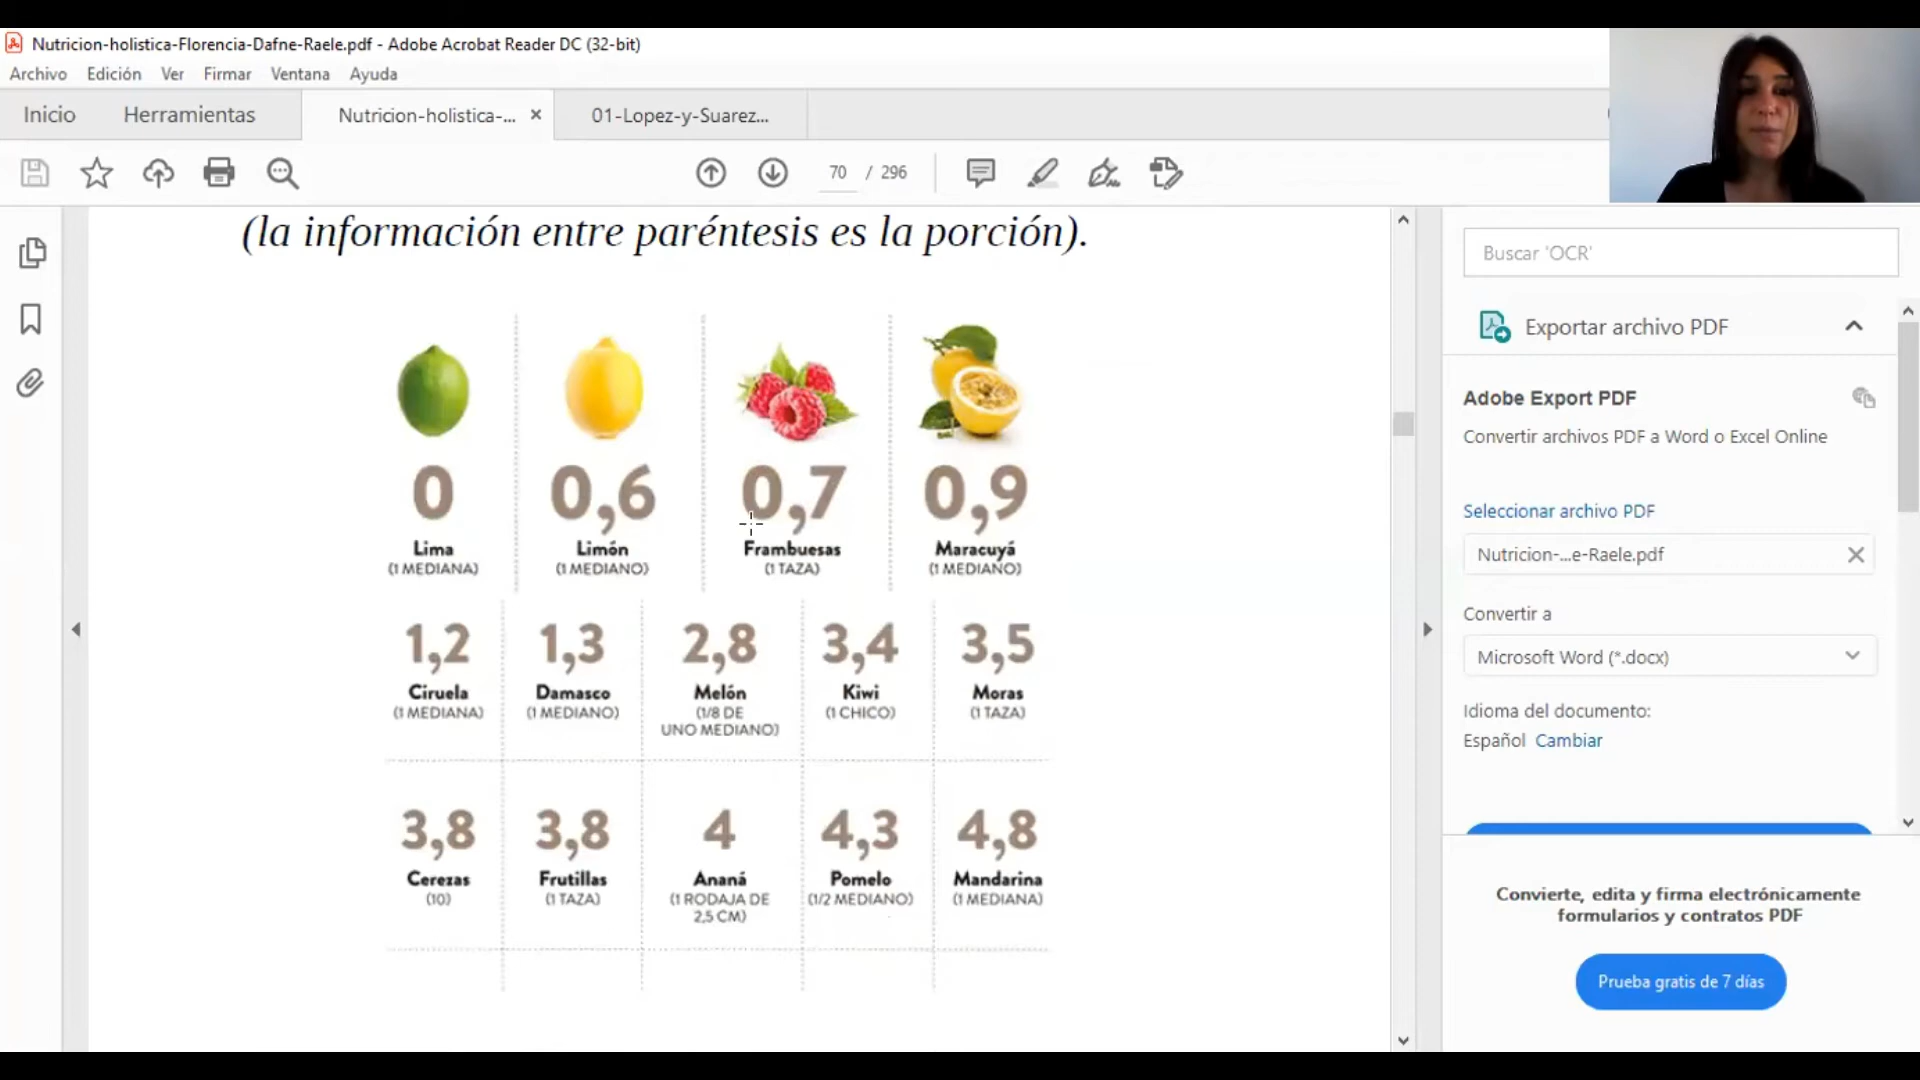 Nutricion-holistica-Florencia-Dafne-Raele.pdf - Adobe Acrobat Reader DC (32-bit)
Archivo Edición Ver Firmar Ventana Ayuda
Inicio Herramientas Nutricion-holistica-... × 01-Lopez-y-Suarez...
70 / 296
(la información entre paréntesis es la porción).
0 0,6 0,7 0,9
Lima Limón Frambuesas Maracuyá
(1 MEDIANA) (1 MEDIANO) (1 TAZA) (1 MEDIANO)
1,2 1,3 2,8 3,4 3,5
Ciruela Damasco Melón Kiwi Moras
(1 MEDIANA) (1 MEDIANO) (1/8 DE (1 CHICO) (1 TAZA)
UNO MEDIANO)
3,8 3,8 4 4,3 4,8
Cerezas Frutillas Ananá Pomelo Mandarina
(10) (1 TAZA) (1 RODAJA DE (1/2 MEDIANO) (1 MEDIANA)
2,5 CM)
Buscar 'OCR'
Exportar archivo PDF
Adobe Export PDF
Convertir archivos PDF a Word o Excel Online
Seleccionar archivo PDF
Nutricion-...e-Raele.pdf
Convertir a
Microsoft Word (*.docx)
Idioma del documento:
Español Cambiar
Convierte, edita y firma electrónicamente
formularios y contratos PDF
Prueba gratis de 7 días